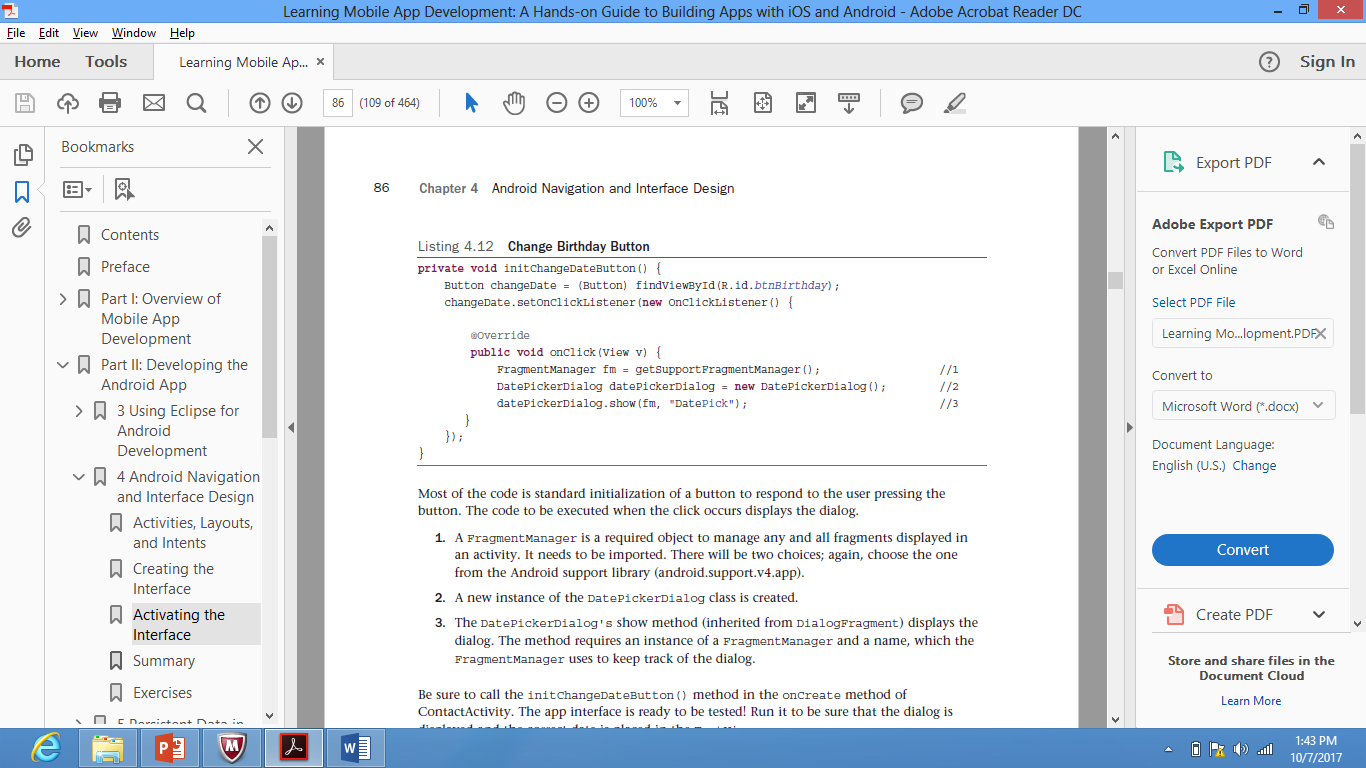 Learning Mobile App Development: A Hands-on Guide to Building Apps with iOS and Android - Adobe Acrobat Reader DC
File Edit View Window Help
Home Tools Learning Mobile Ap... × Sign In
86 (109 of 464) 100%
Bookmarks
Contents
Preface
Part I: Overview of
Mobile App
Development
Part II: Developing the
Android App
3 Using Eclipse for
Android
Development
4 Android Navigation
and Interface Design
Activities, Layouts,
and Intents
Creating the
Interface
Activating the
Interface
Summary
Exercises
5 Persistent Data in
86 Chapter 4 Android Navigation and Interface Design
Listing 4.12 Change Birthday Button
private void initChangeDateButton() {
Button changeDate = (Button) findViewById(R.id.btnBirthday);
changeDate.setOnClickListener(new OnClickListener() {
@Override
public void onClick(View v) {
FragmentManager fm = getSupportFragmentManager(); //1
DatePickerDialog datePickerDialog = new DatePickerDialog(); //2
datePickerDialog.show(fm, "DatePick"); //3
}
});
}
Most of the code is standard initialization of a button to respond to the user pressing the
button. The code to be executed when the click occurs displays the dialog.
1. A FragmentManager is a required object to manage any and all fragments displayed in
an activity. It needs to be imported. There will be two choices; again, choose the one
from the Android support library (android.support.v4.app).
2. A new instance of the DatePickerDialog class is created.
3. The DatePickerDialog's show method (inherited from DialogFragment) displays the
dialog. The method requires an instance of a FragmentManager and a name, which the
FragmentManager uses to keep track of the dialog.
Be sure to call the initChangeDateButton() method in the onCreate method of
ContactActivity. The app interface is ready to be tested! Run it to be sure that the dialog is
Export PDF
Adobe Export PDF
Convert PDF Files to Word
or Excel Online
Select PDF File
Learning Mo...lopment.PDF
Convert to
Microsoft Word (*.docx)
Document Language:
English (U.S.) Change
Convert
Create PDF
Store and share files in the
Document Cloud
Learn More
1:43 PM
10/7/2017